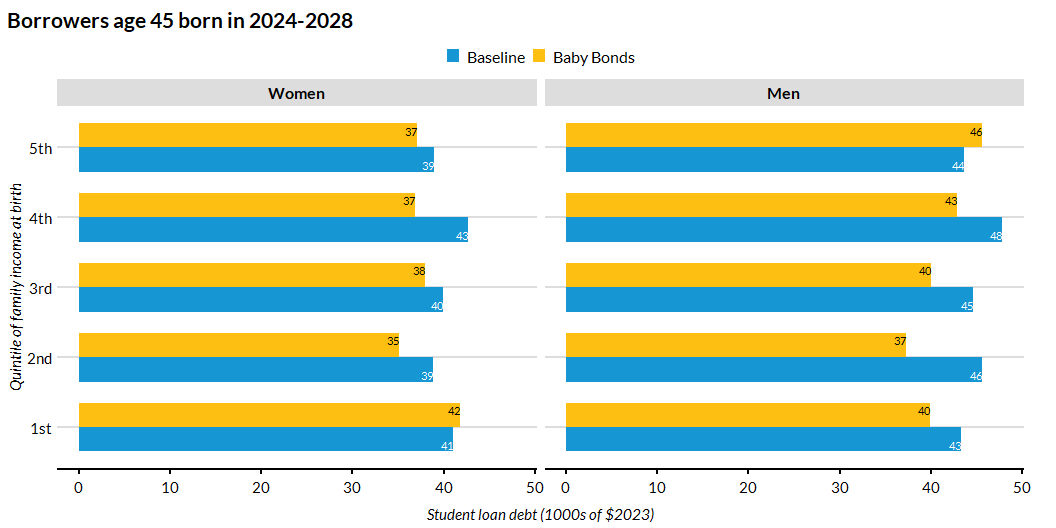 Borrowers age 45 born in 2024-2028
Baseline Baby Bonds
Women Men
Quintile of family income at birth
5th 37 46
39 44
4th 37 43
43 48
3rd 38 40
40 45
2nd 35 37
39 46
1st 42 40
41 43
0 10 20 30 40 50 0 10 20 30 40 50
Student loan debt (1000s of $2023)